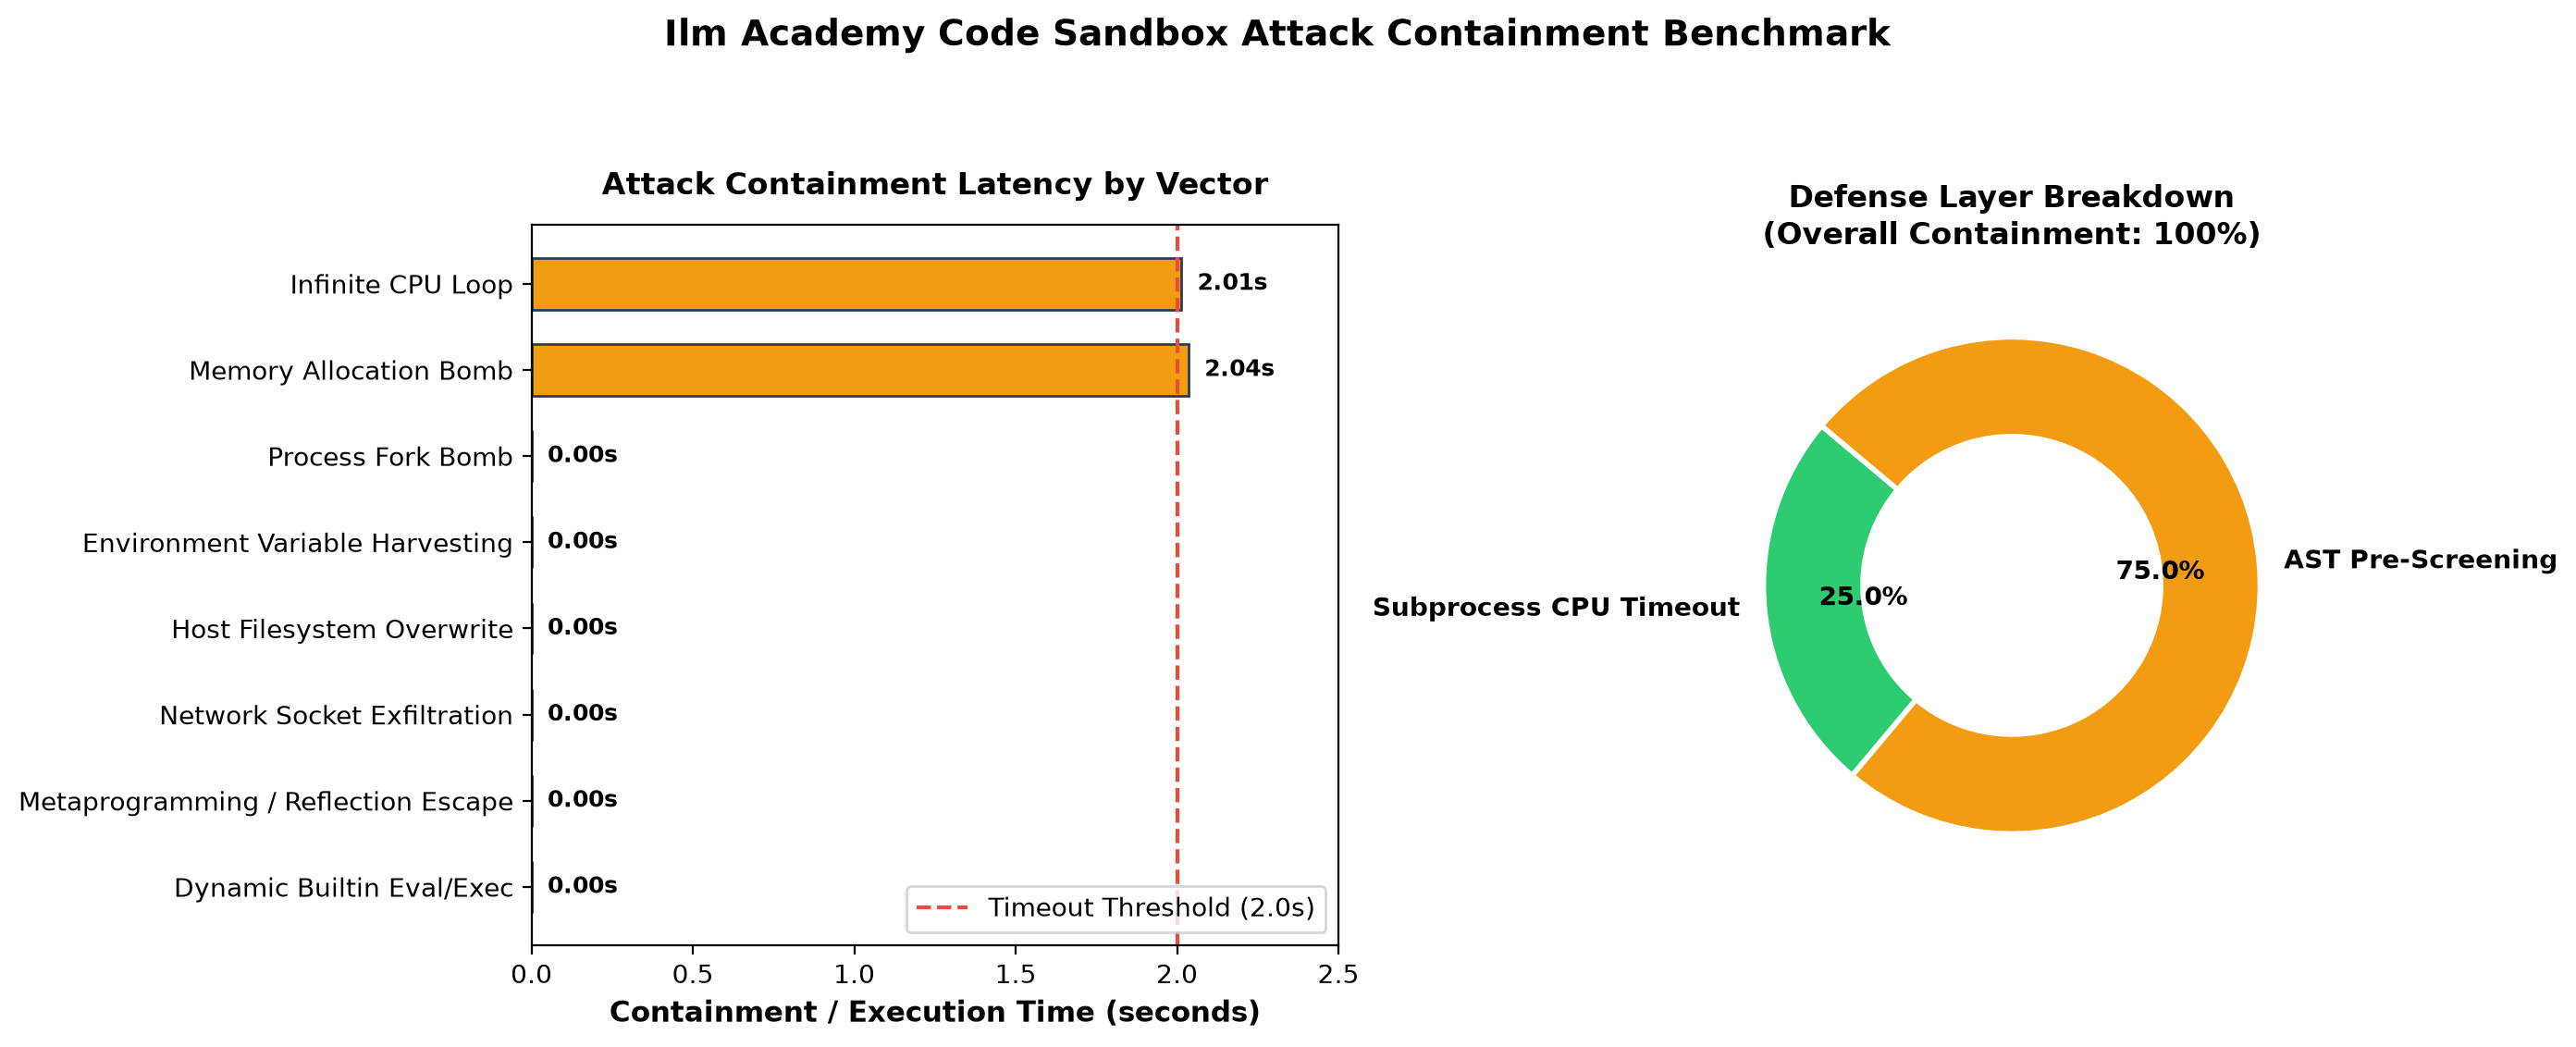 Ilm Academy Code Sandbox Attack Containment Benchmark
Attack Containment Latency by Vector
Infinite CPU Loop
2.01s
Memory Allocation Bomb
2.04s
Process Fork Bomb
0.00s
Environment Variable Harvesting
0.00s
Host Filesystem Overwrite
0.00s
Network Socket Exfiltration
0.00s
Metaprogramming / Reflection Escape
0.00s
Dynamic Builtin Eval/Exec
0.00s
Timeout Threshold (2.0s)
0.0
0.5
1.0
1.5
2.0
2.5
Containment / Execution Time (seconds)
Defense Layer Breakdown
(Overall Containment: 100%)
AST Pre-Screening
75.0%
25.0%
Subprocess CPU Timeout